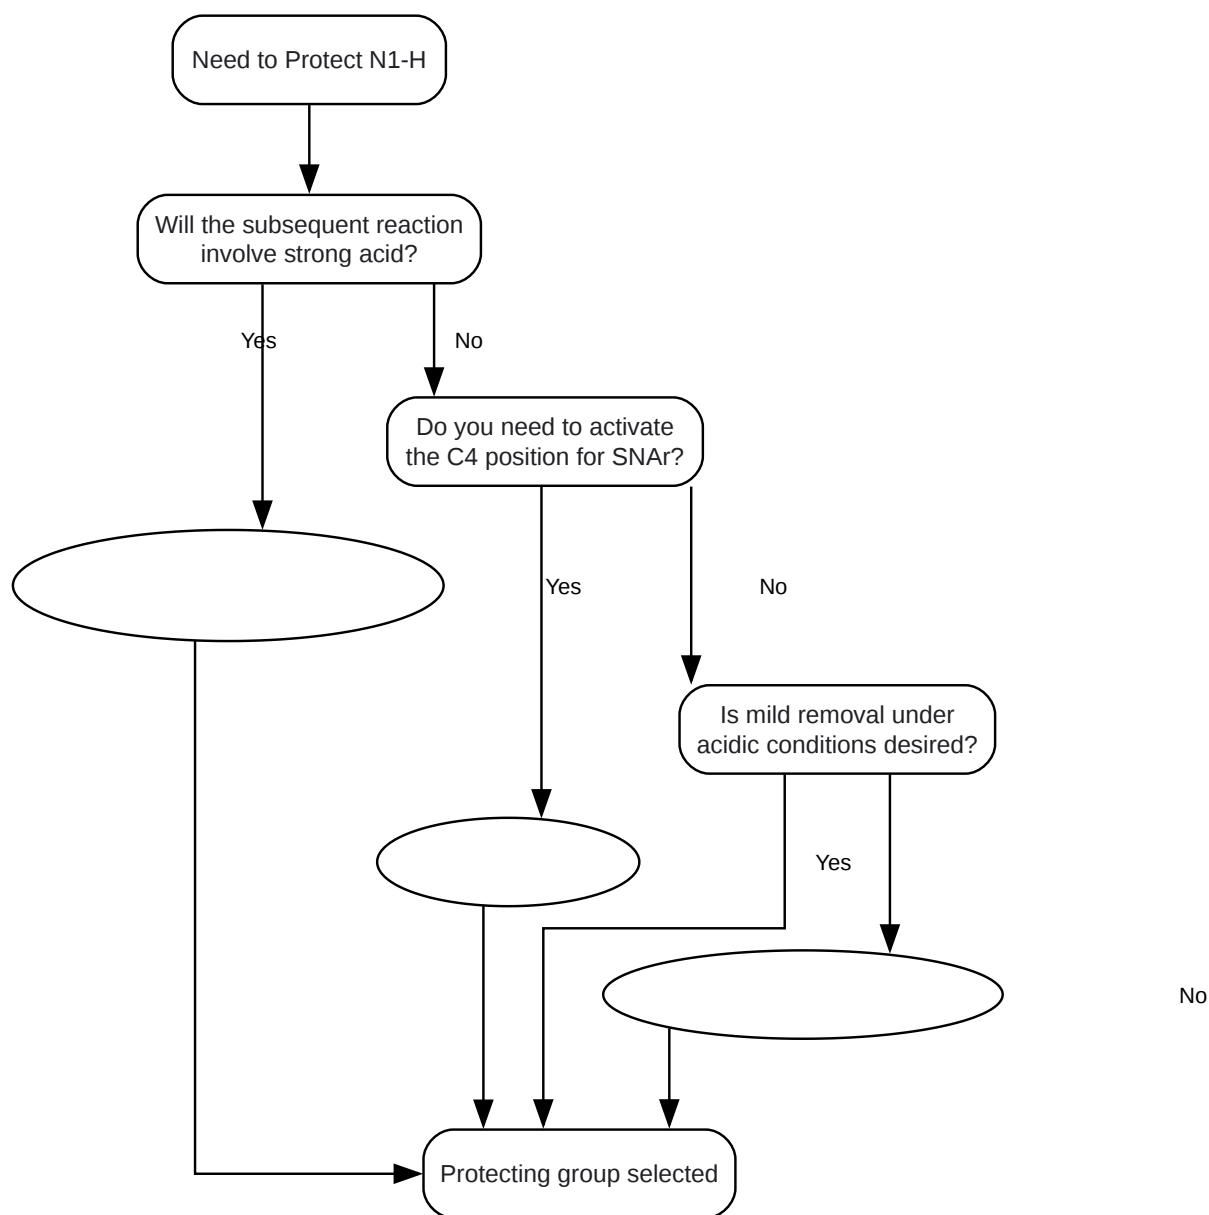 Need to Protect N1-H
Will the subsequent reaction
involve strong acid?
Yes
No
Do you need to activate
the C4 position for SNAr?
Yes
No
Is mild removal under
acidic conditions desired?
Yes
No
Protecting group selected